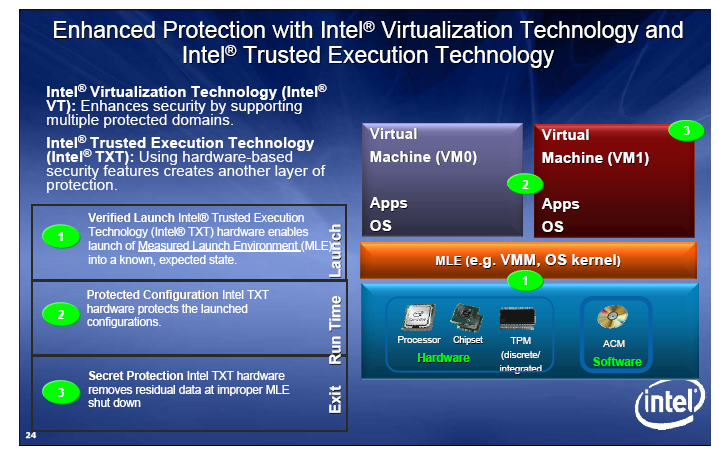 Enhanced Protection with Intel® Virtualization Technology and
Intel® Trusted Execution Technology
Intel® Virtualization Technology (Intel®
VT): Enhances security by supporting
multiple protected domains.
Intel® Trusted Execution Technology
(Intel® TXT): Using hardware-based
security features creates another layer of
protection.
1
Verified Launch Intel® Trusted Execution
Technology (Intel® TXT) hardware enables
launch of Measured Launch Environment (MLE)
into a known, expected state.
Launch
2
Protected Configuration Intel TXT
hardware protects the launched
configurations.
Run Time
3
Secret Protection Intel TXT hardware
removes residual data at improper MLE
shut down
Exit
Virtual
Machine (VM0)
Apps
OS
2
Virtual
Machine (VM1)
Apps
OS
3
MLE (e.g. VMM, OS kernel)
1
Processor
Chipset
TPM
(discrete/
integrated
Hardware
ACM
Software
intel
24